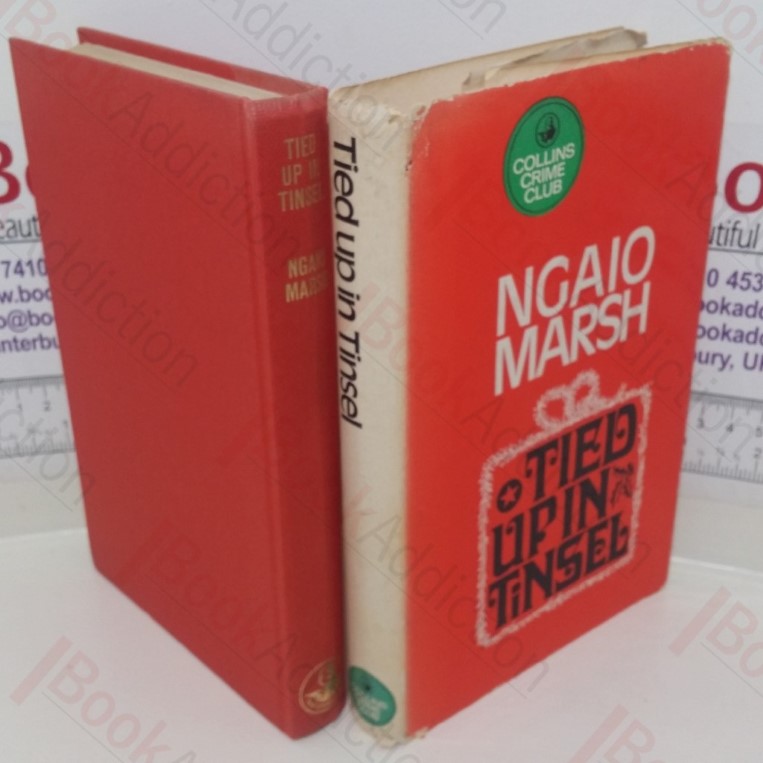 TIED
UP IN
TINSEL
NGAIO
MARSH
Tied up in Tinsel
COLLINS
CRIME
CLUB
NGAIO
MARSH
TIED
UP IN
TINSEL
BookAddiction